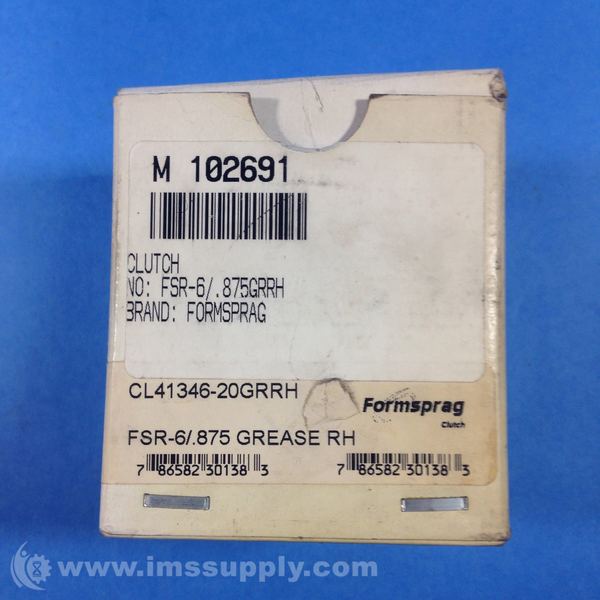 M 102691
CLUTCH
NO: FSR-6/.875GRRH
BRAND: FORMSPRAG
CL41346-20GRRH
Formsprag
Clutch
FSR-6/.875 GREASE RH
7 86582 30138 3
7 86582 30138 3
www.imssupply.com